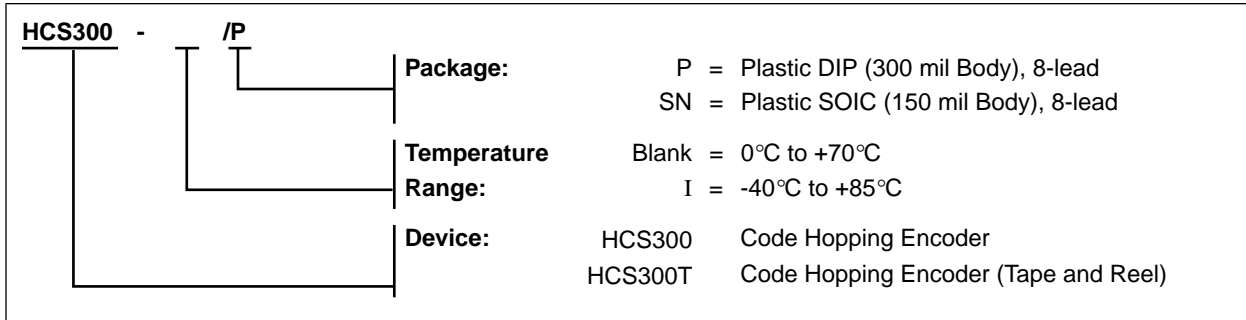 HCS300 - /P
Package: P = Plastic DIP (300 mil Body), 8-lead
SN = Plastic SOIC (150 mil Body), 8-lead
Temperature Blank = 0°C to +70°C
Range: I = -40°C to +85°C
Device: HCS300 Code Hopping Encoder
HCS300T Code Hopping Encoder (Tape and Reel)